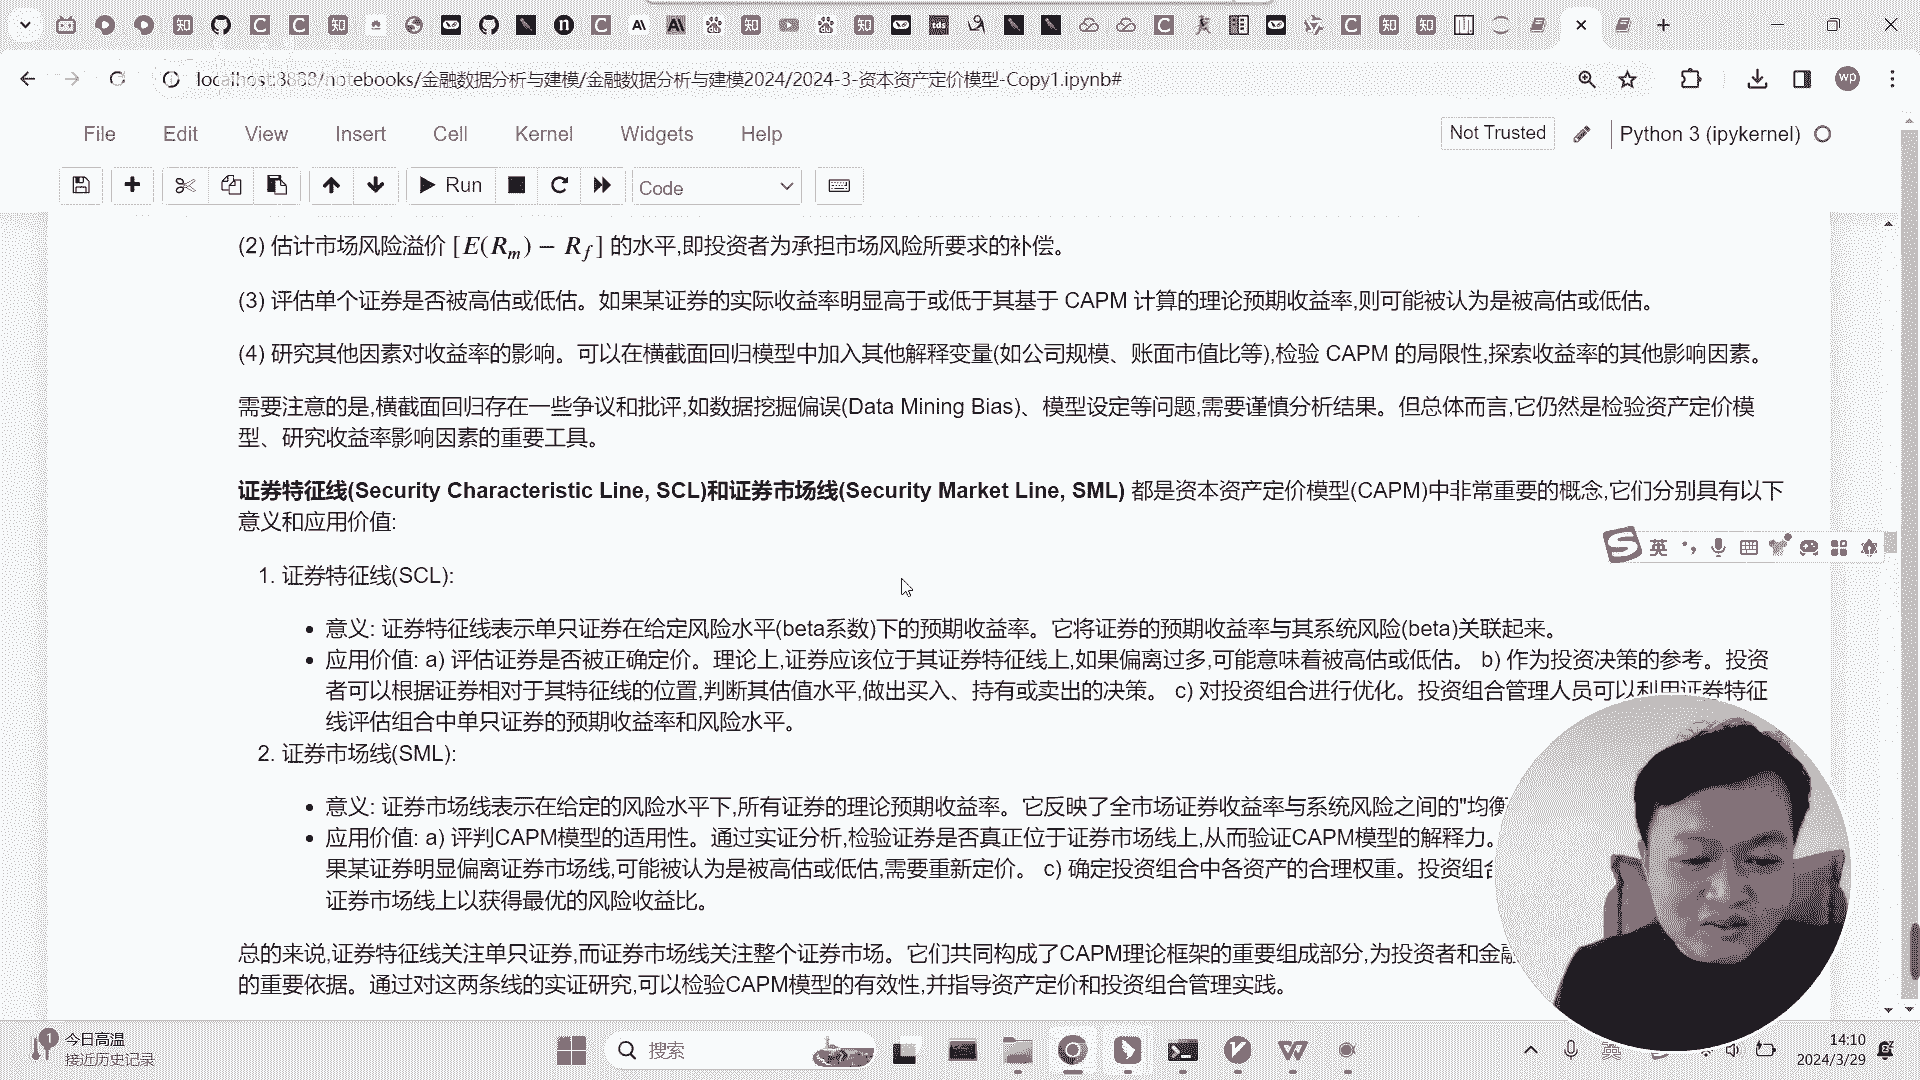 localhost:8888/notebooks/金融数据分析与建模/金融数据分析与建模2024/2024-3-资本资产定价模型-Copy1.ipynb#
wp
File Edit View Insert Cell Kernel Widgets Help
Not Trusted
Python 3 (ipykernel)
Run
Code
(2) 估计市场风险溢价 [E(Rm) − Rf] 的水平,即投资者为承担市场风险所要求的补偿。
(3) 评估单个证券是否被高估或低估。如果某证券的实际收益率明显高于或低于其基于 CAPM 计算的理论预期收益率,则可能被认为是被高估或低估。
(4) 研究其他因素对收益率的影响。可以在横截面回归模型中加入其他解释变量(如公司规模、账面市值比等),检验 CAPM 的局限性,探索收益率的其他影响因素。
需要注意的是,横截面回归存在一些争议和批评,如数据挖掘偏误(Data Mining Bias)、模型设定等问题,需要谨慎分析结果。但总体而言,它仍然是检验资产定价模
型、研究收益率影响因素的重要工具。
证券特征线(Security Characteristic Line, SCL)和证券市场线(Security Market Line, SML) 都是资本资产定价模型(CAPM)中非常重要的概念,它们分别具有以下
意义和应用价值:
英
1. 证券特征线(SCL):
• 意义: 证券特征线表示单只证券在给定风险水平(beta系数)下的预期收益率。它将证券的预期收益率与其系统风险(beta)关联起来。
• 应用价值: a) 评估证券是否被正确定价。理论上,证券应该位于其证券特征线上,如果偏离过多,可能意味着被高估或低估。 b) 作为投资决策的参考。投资
者可以根据证券相对于其特征线的位置,判断其估值水平,做出买入、持有或卖出的决策。 c) 对投资组合进行优化。投资组合管理人员可以利用证券特征
线评估组合中单只证券的预期收益率和风险水平。
2. 证券市场线(SML):
• 意义: 证券市场线表示在给定的风险水平下,所有证券的理论预期收益率。它反映了全市场证券收益率与系统风险之间的"均衡
• 应用价值: a) 评判CAPM模型的适用性。通过实证分析,检验证券是否真正位于证券市场线上,从而验证CAPM模型的解释力。
果某证券明显偏离证券市场线,可能被认为是被高估或低估,需要重新定价。 c) 确定投资组合中各资产的合理权重。投资组合
证券市场线上以获得最优的风险收益比。
总的来说,证券特征线关注单只证券,而证券市场线关注整个证券市场。它们共同构成了CAPM理论框架的重要组成部分,为投资者和金融
的重要依据。通过对这两条线的实证研究,可以检验CAPM模型的有效性,并指导资产定价和投资组合管理实践。
1
今日高温
接近历史记录
搜索
英
14:10
2024/3/29